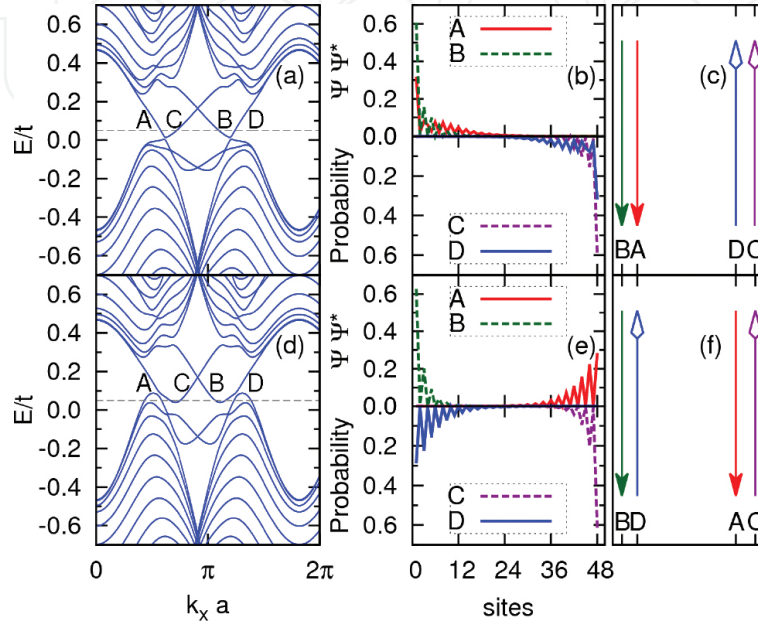 0.6
0.4
0.2
0.0
-0.2
-0.4
-0.6
E/t
A C B D
(a)
Probability Ψ Ψ*
0.6
0.4
0.2
0.0
0.2
0.4
0.6
A
B
(b)
C
D
(c)
BA
DC
0.6
0.4
0.2
0.0
-0.2
-0.4
-0.6
E/t
(d)
A C B D
0
π
2π
kx a
Probability Ψ Ψ*
0.6
0.4
0.2
0.0
0.2
0.4
0.6
A
B
(e)
C
D
0 12 24 36 48
sites
(f)
BD
AC